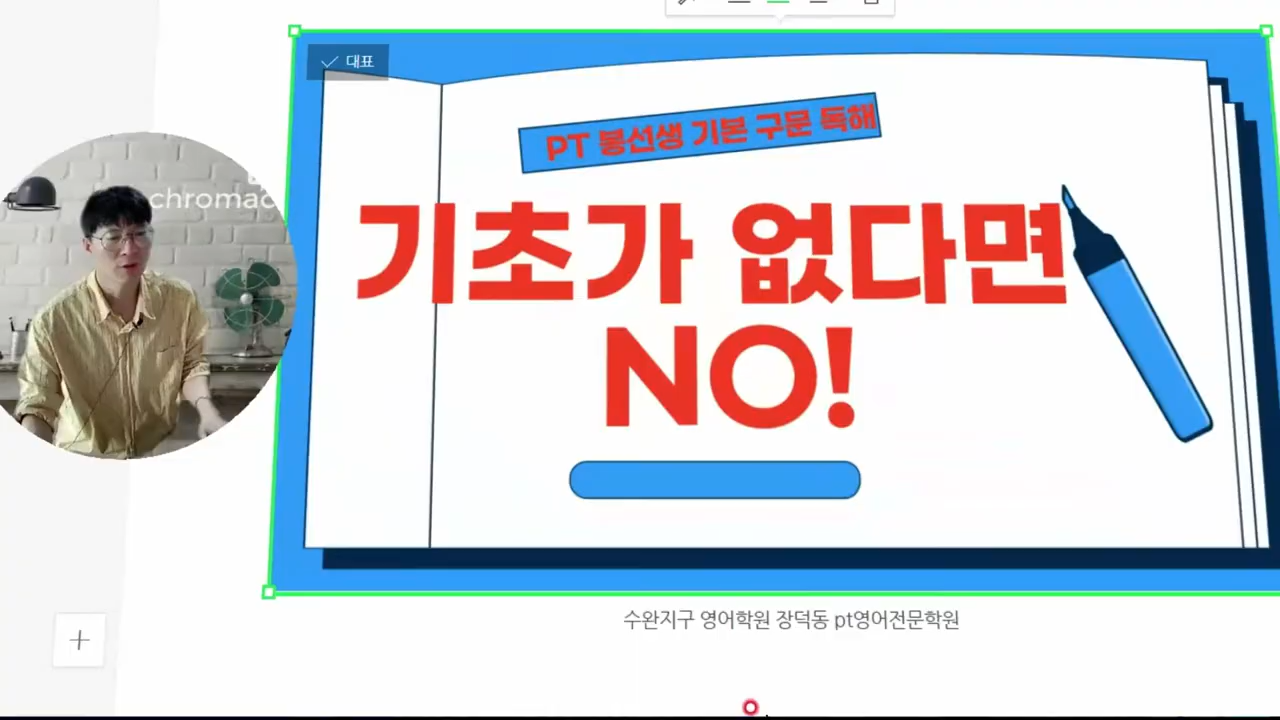 대표
PT 봉선생 기본 구문 독해
chromac
기초가 없다면
NO!
수완지구 영어학원 장덕동 pt영어전문학원